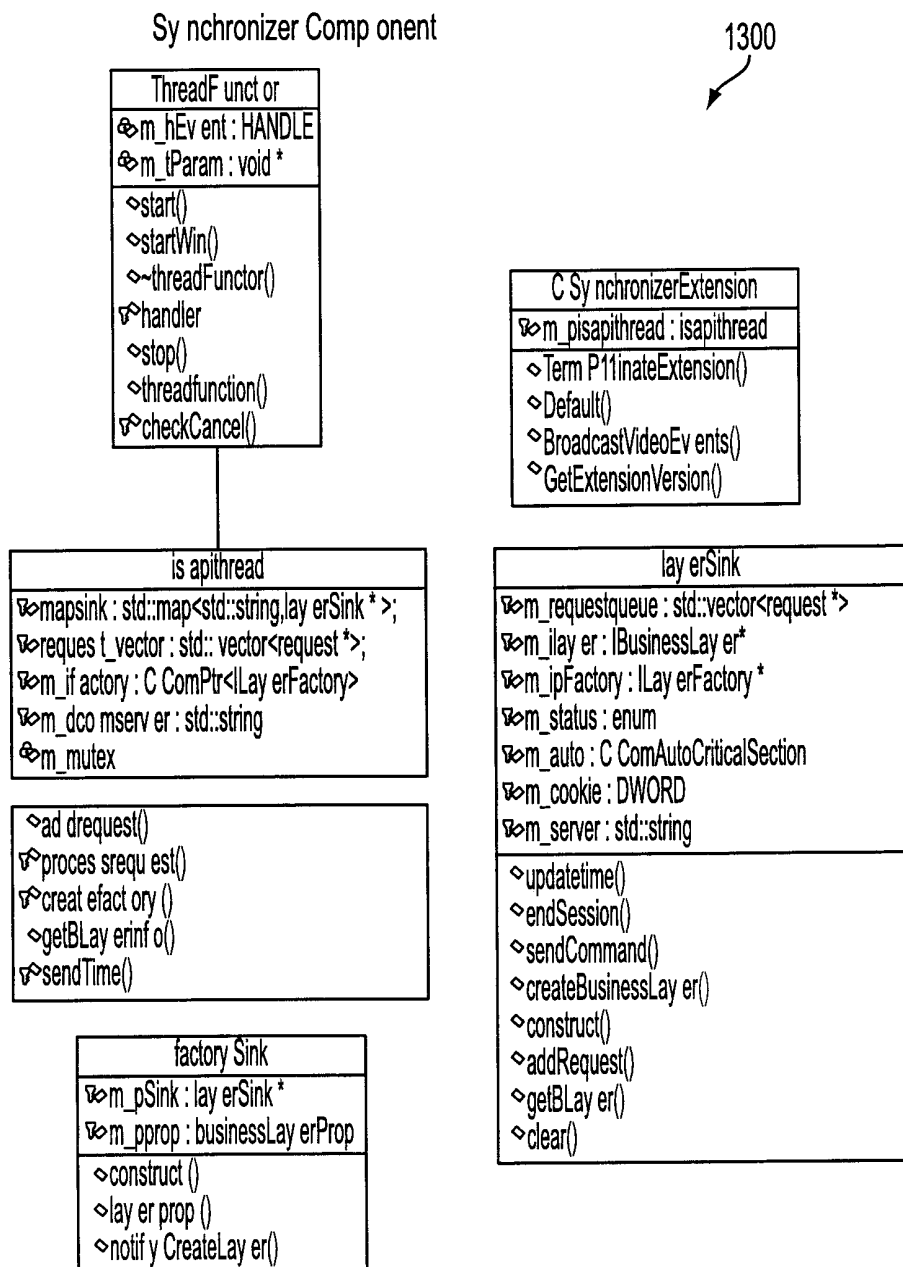 Sy nchronizer Comp onent
1300
ThreadF unct or
m_hEv ent : HANDLE
m_tParam : void *
start()
startWin()
~threadFunctor()
handler
stop()
threadfunction()
checkCancel()
C Sy nchronizerExtension
m_pisapithread : isapithread
Term P11inateExtension()
Default()
BroadcastVideoEv ents()
GetExtensionVersion()
is apithread
mapsink : std::map<std::string,lay erSink * >;
reques t_vector : std:: vector<request *>;
m_if actory : C ComPtr<ILay erFactory>
m_dco mserv er : std::string
m_mutex
ad drequest()
proces srequ est()
creat efact ory ()
getBLay erinf o()
sendTime()
lay erSink
m_requestqueue : std::vector<request *>
m_ilay er : IBusinessLay er*
m_ipFactory : ILay erFactory *
m_status : enum
m_auto : C ComAutoCriticalSection
m_cookie : DWORD
m_server : std::string
updatetime()
endSession()
sendCommand()
createBusinessLay er()
construct()
addRequest()
getBLay er()
clear()
factory Sink
m_pSink : lay erSink *
m_pprop : businessLay erProp
construct ()
lay er prop ()
notif y CreateLay er()